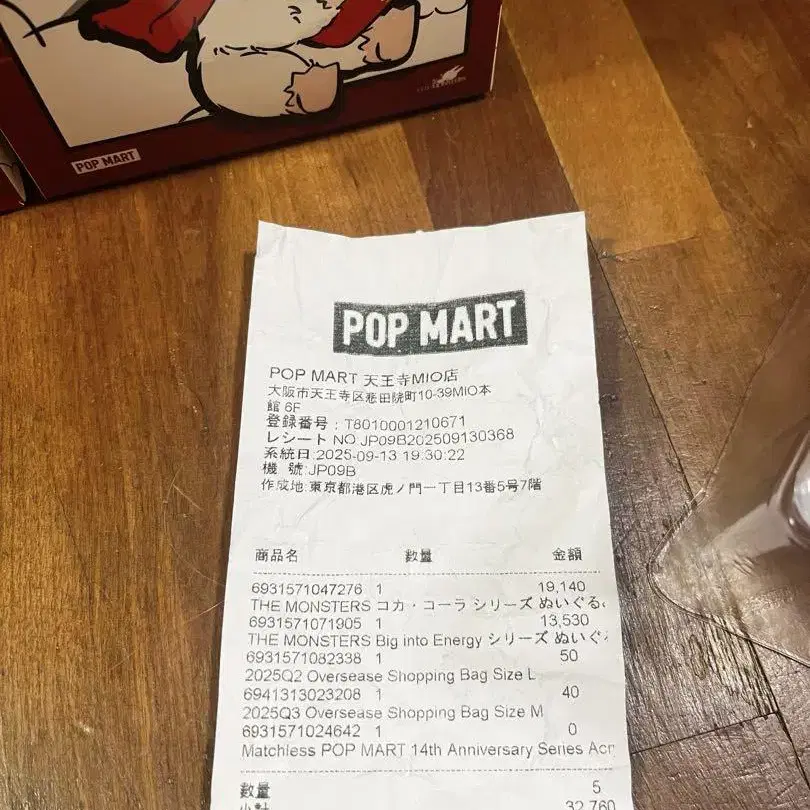 POP MART
POP MART
POP MART 天王寺MIO店
大阪市天王寺区悲田院町10-39MIO本
館 6F
登録番号 : T8010001210671
レシート NO JP09B202509130368
系統日:2025-09-13 19:30:22
機 號:JP09B
作成地:東京都港区虎ノ門一丁目13番5号7階
商品名 数量 金額
6931571047276 1 19,140
THE MONSTERS コカ・コーラ シリーズ ぬいぐる
6931571071905 1 13,530
THE MONSTERS Big into Energy シリーズ ぬいぐ
6931571082338 1 50
2025Q2 Oversease Shopping Bag Size L
6941313023208 1 40
2025Q3 Oversease Shopping Bag Size M
6931571024642 1 0
Matchless POP MART 14th Anniversary Series Acr
数量 5
小計 32,760